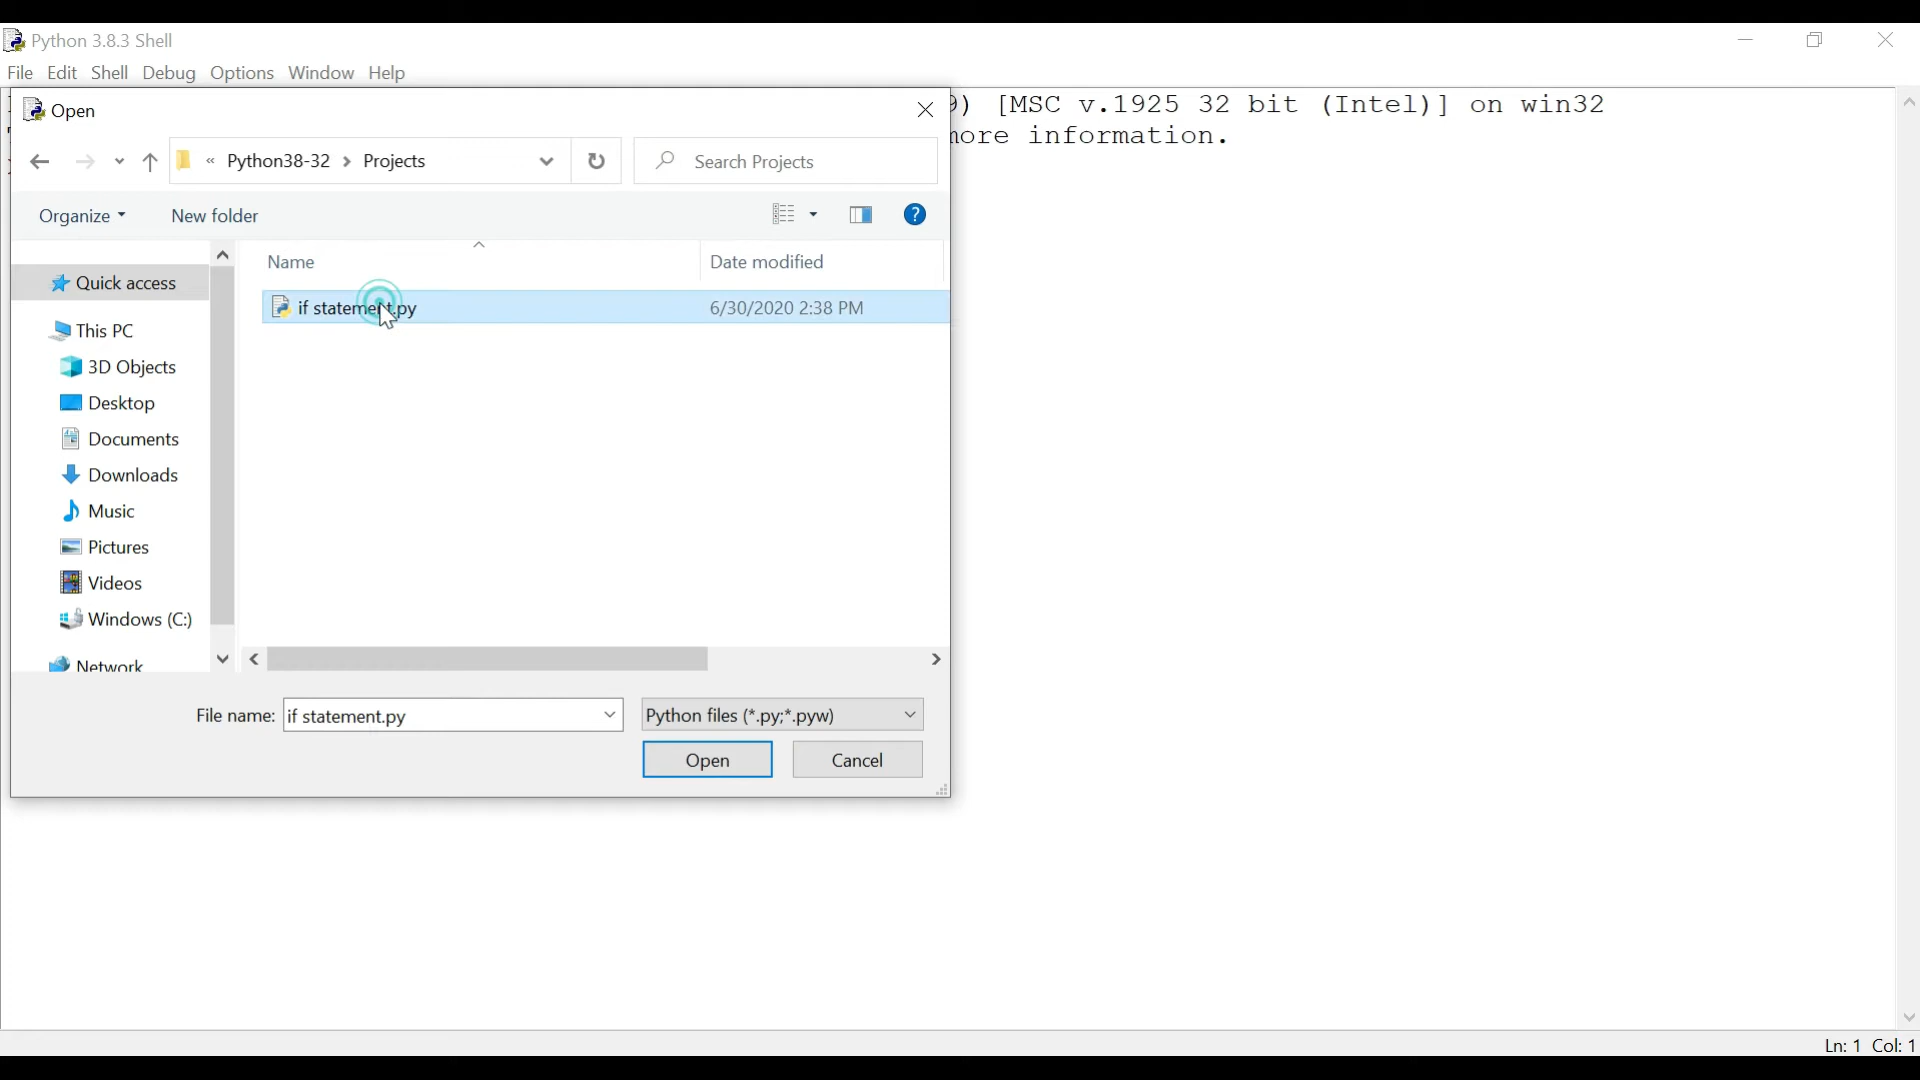 Python 3.8.3 Shell
File Edit Shell Debug Options Window Help
9) [MSC v.1925 32 bit (Intel)] on win32
more information.
Open
« Python38-32 > Projects
Search Projects
Organize
New folder
Name
Date modified
if statement.py
6/30/2020 2:38 PM
Quick access
This PC
3D Objects
Desktop
Documents
Downloads
Music
Pictures
Videos
Windows (C:)
Network
File name: if statement.py
Python files (*.py;*.pyw)
Open
Cancel
Ln: 1 Col: 1